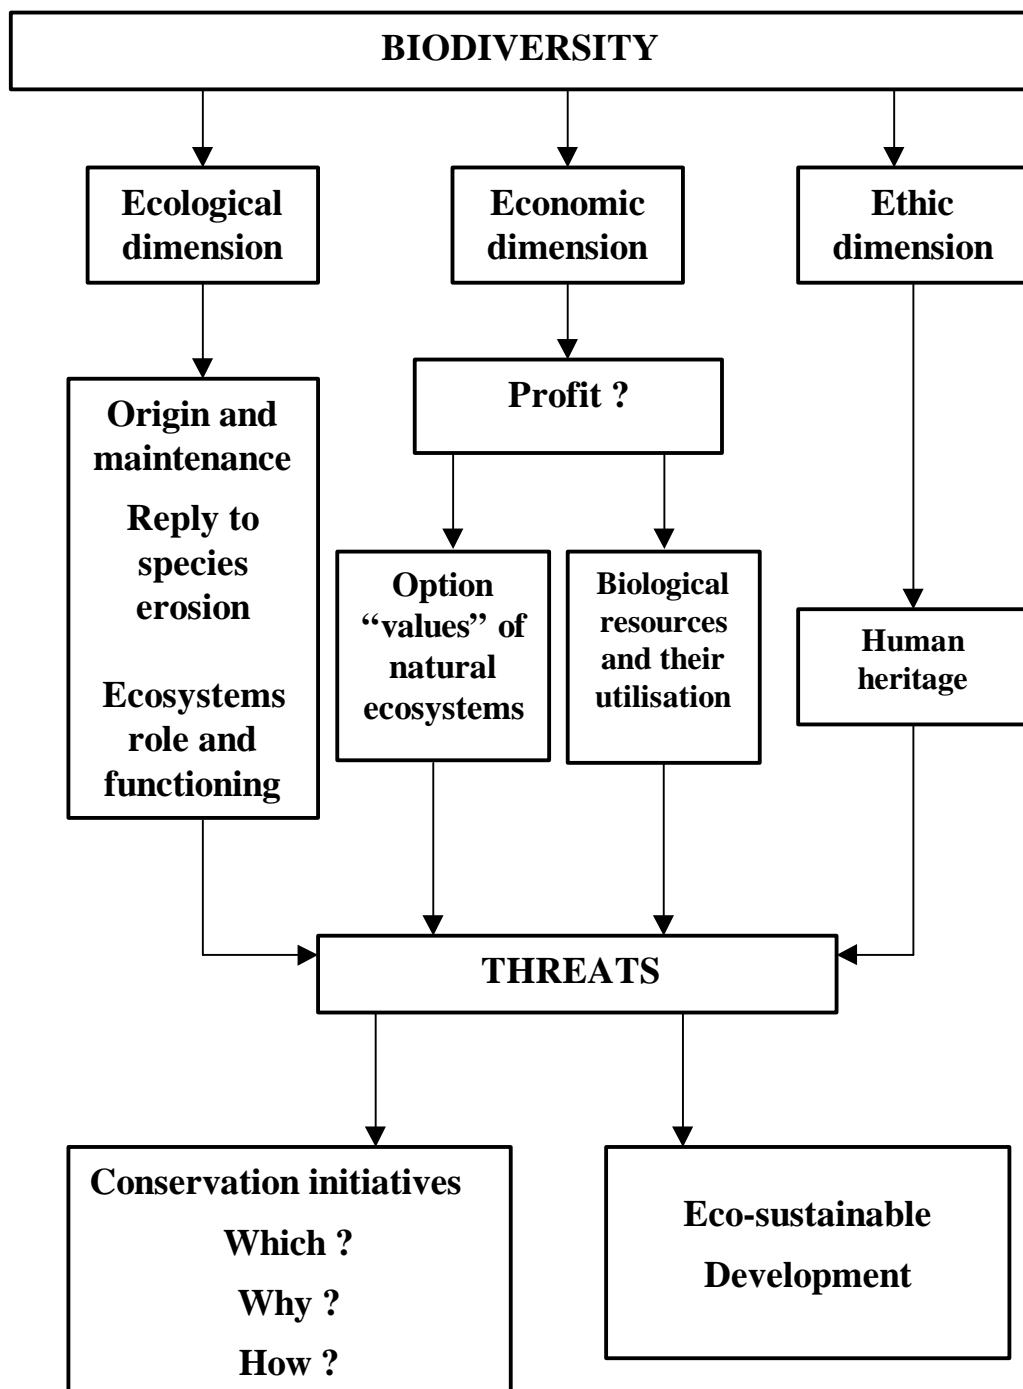 BIODIVERSITY
Ecological
dimension
Economic
dimension
Ethic
dimension
Profit ?
Origin and
maintenance
Reply to
species
erosion
Ecosystems
role and
functioning
Option
“values” of
natural
ecosystems
Biological
resources
and their
utilisation
Human
heritage
THREATS
Conservation initiatives
Which ?
Why ?
How ?
Eco-sustainable
Development